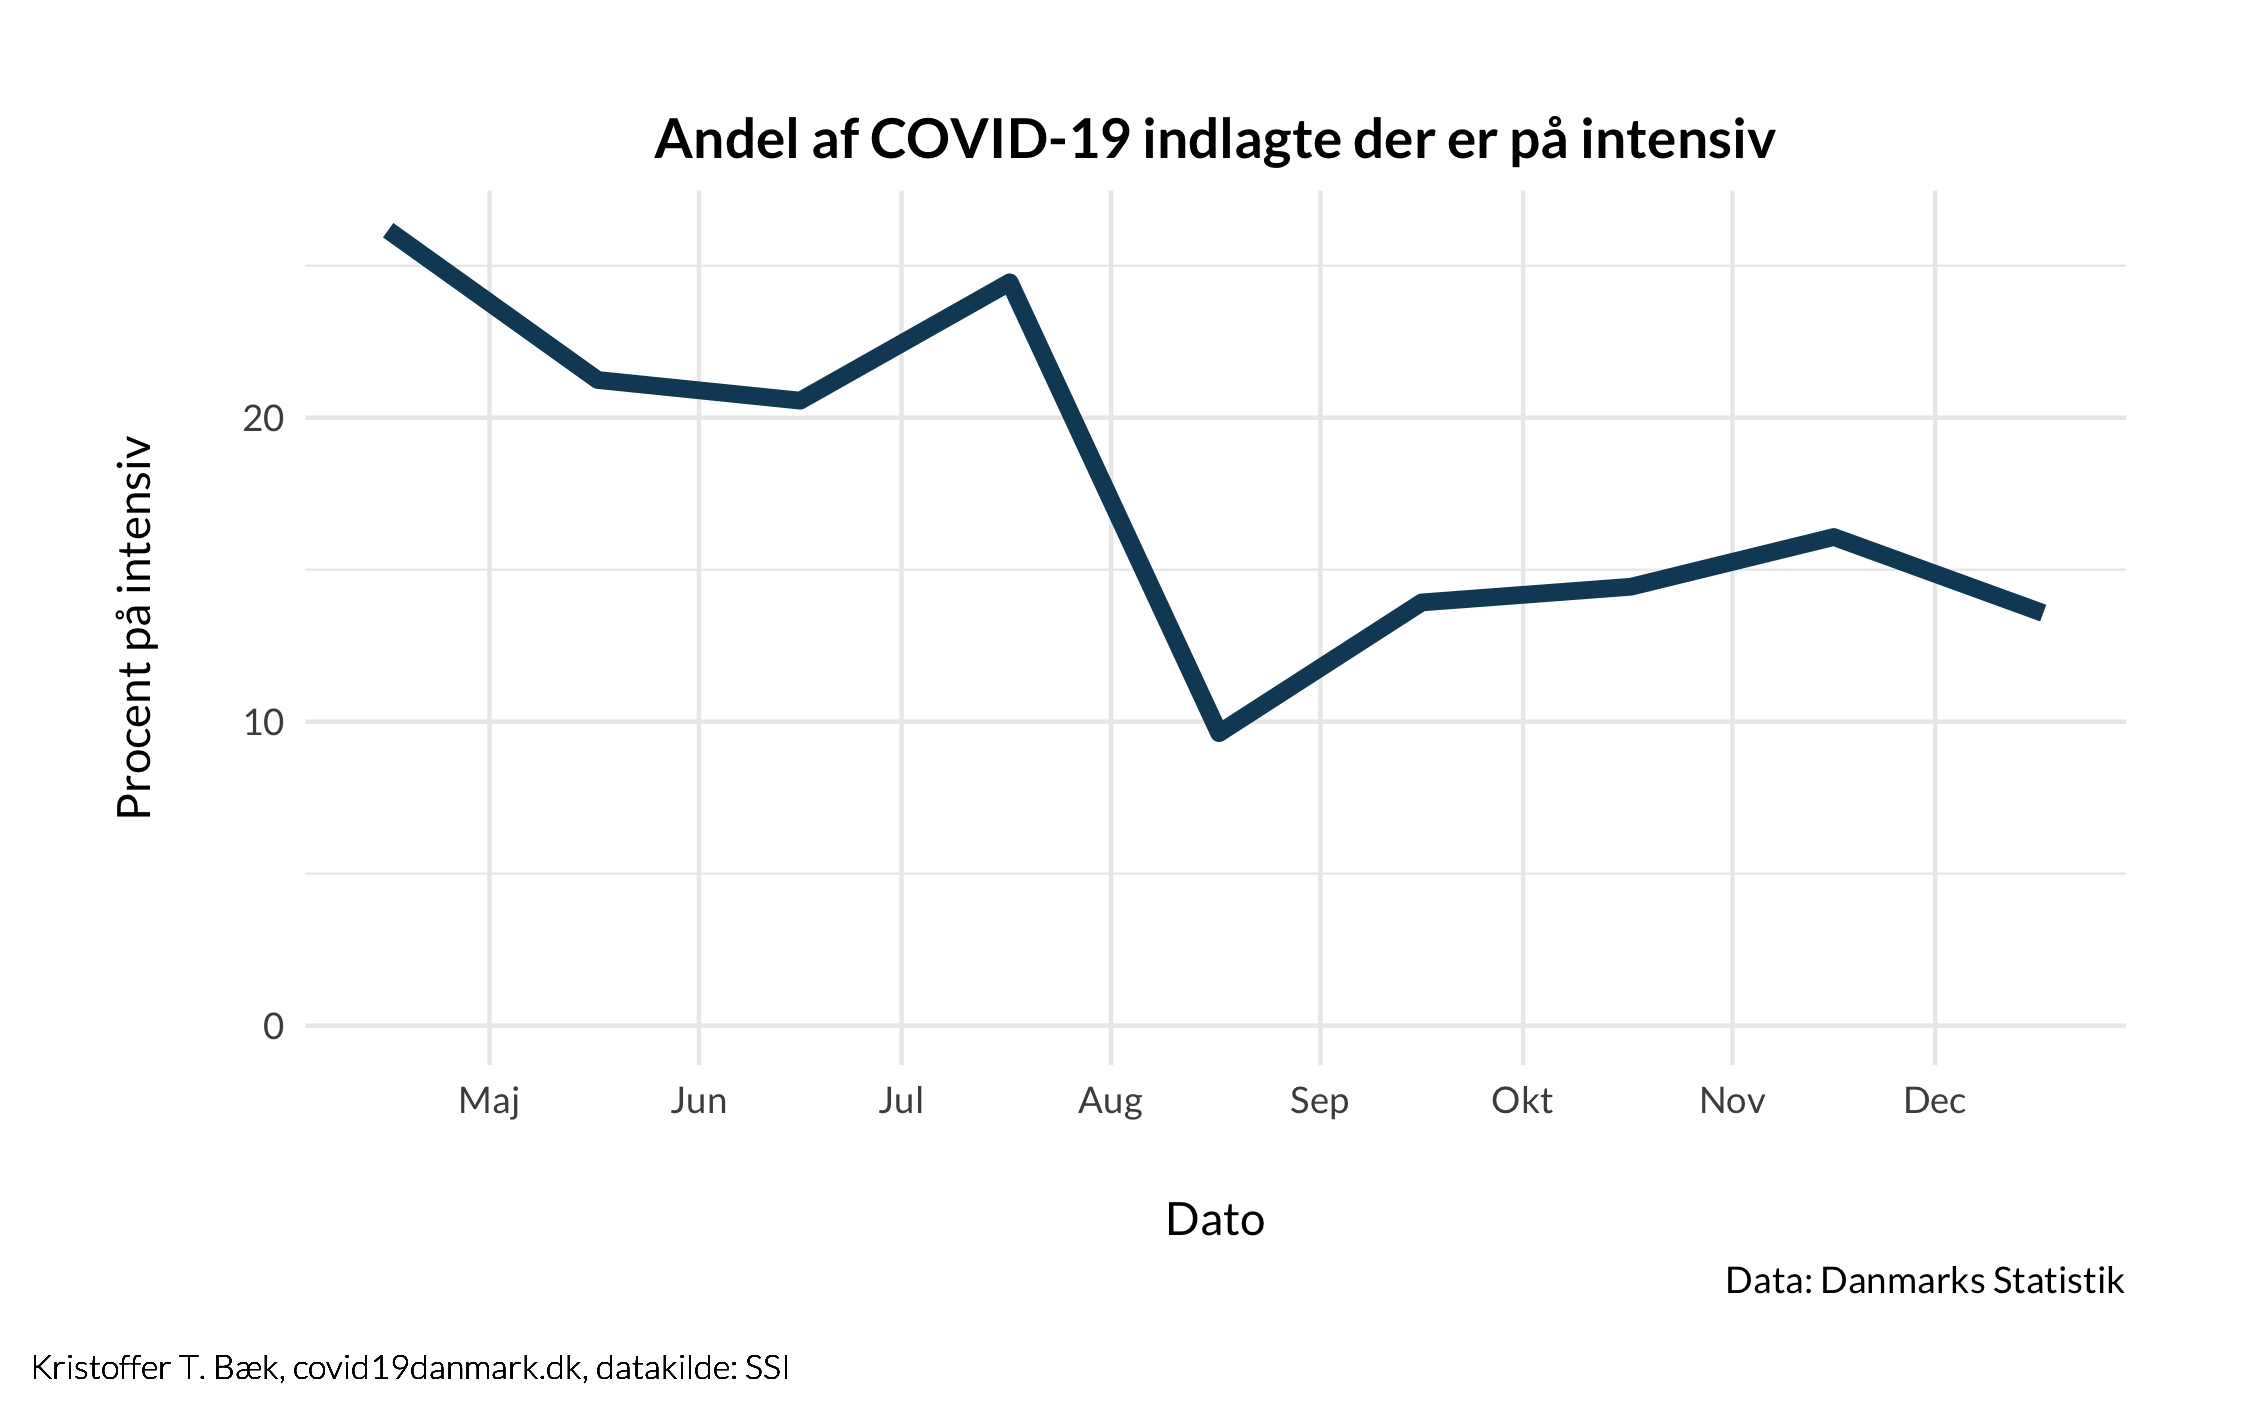 Andel af COVID-19 indlagte der er på intensiv
Procent på intensiv
20
10
0
Maj Jun Jul Aug Sep Okt Nov Dec
Dato
Data: Danmarks Statistik
Kristoffer T. Bæk, covid19danmark.dk, datakilde: SSI